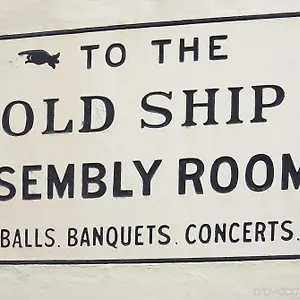 TO THE
OLD SHIP
SEMBLY ROOM
BALLS. BANQUETS. CONCERTS.